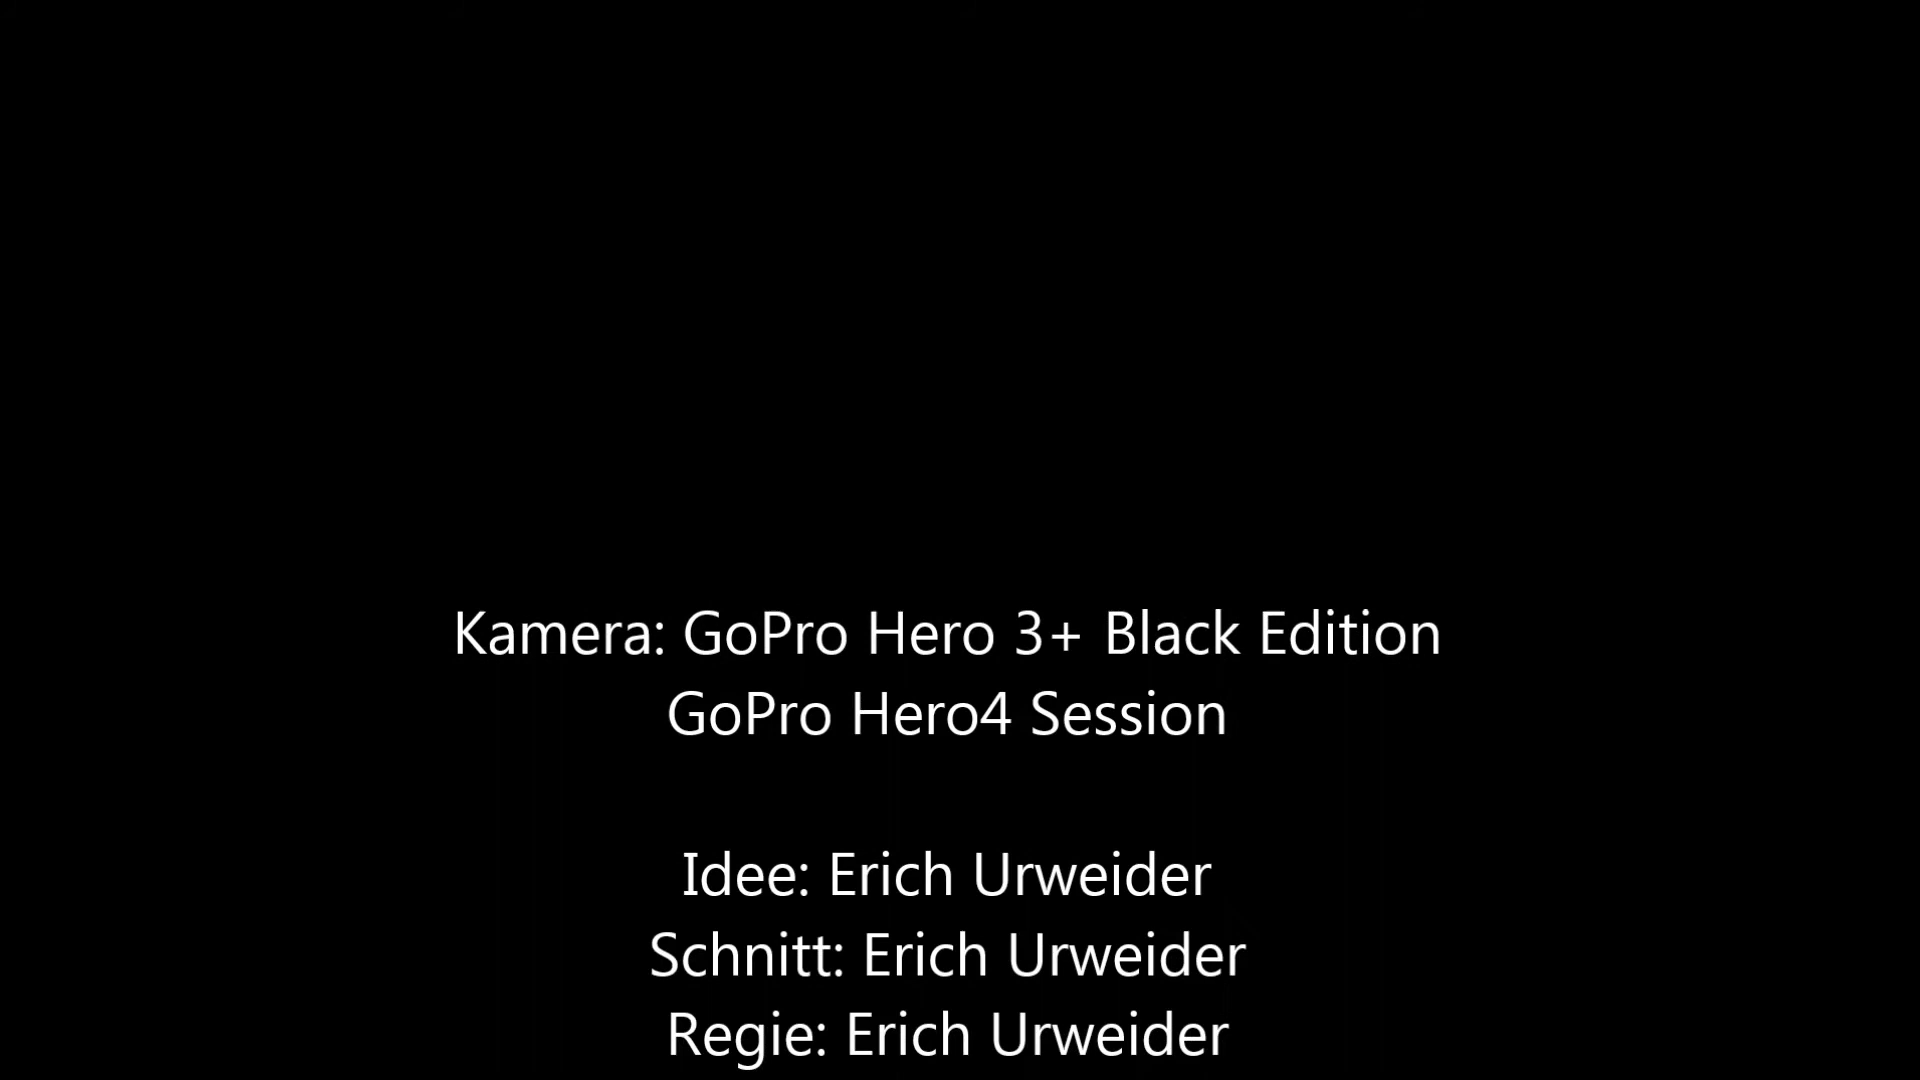 Kamera: GoPro Hero 3+ Black Edition
GoPro Hero4 Session
Idee: Erich Urweider
Schnitt: Erich Urweider
Regie: Erich Urweider